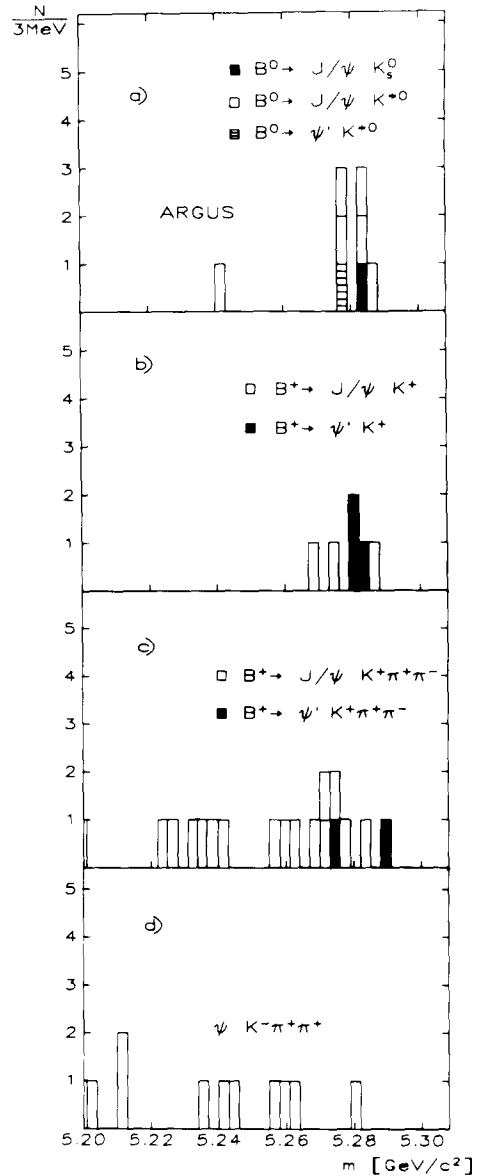 N
3MeV
5
a)
■ B⁰→ J/ψ K⁰s
□ B⁰→ J/ψ K*⁰
B⁰→ ψ' K*⁰
4
3
ARGUS
2
1
5
b)
□ B⁺→ J/ψ K⁺
4
■ B⁺→ ψ' K⁺
3
2
1
5
c)
□ B⁺→ J/ψ K⁺π⁺π⁻
4
■ B⁺→ ψ' K⁺π⁺π⁻
3
2
1
5
d)
4
3
ψ K⁻π⁺π⁺
2
1
5.20 5.22 5.24 5.26 5.28 5.30
m [GeV/c²]